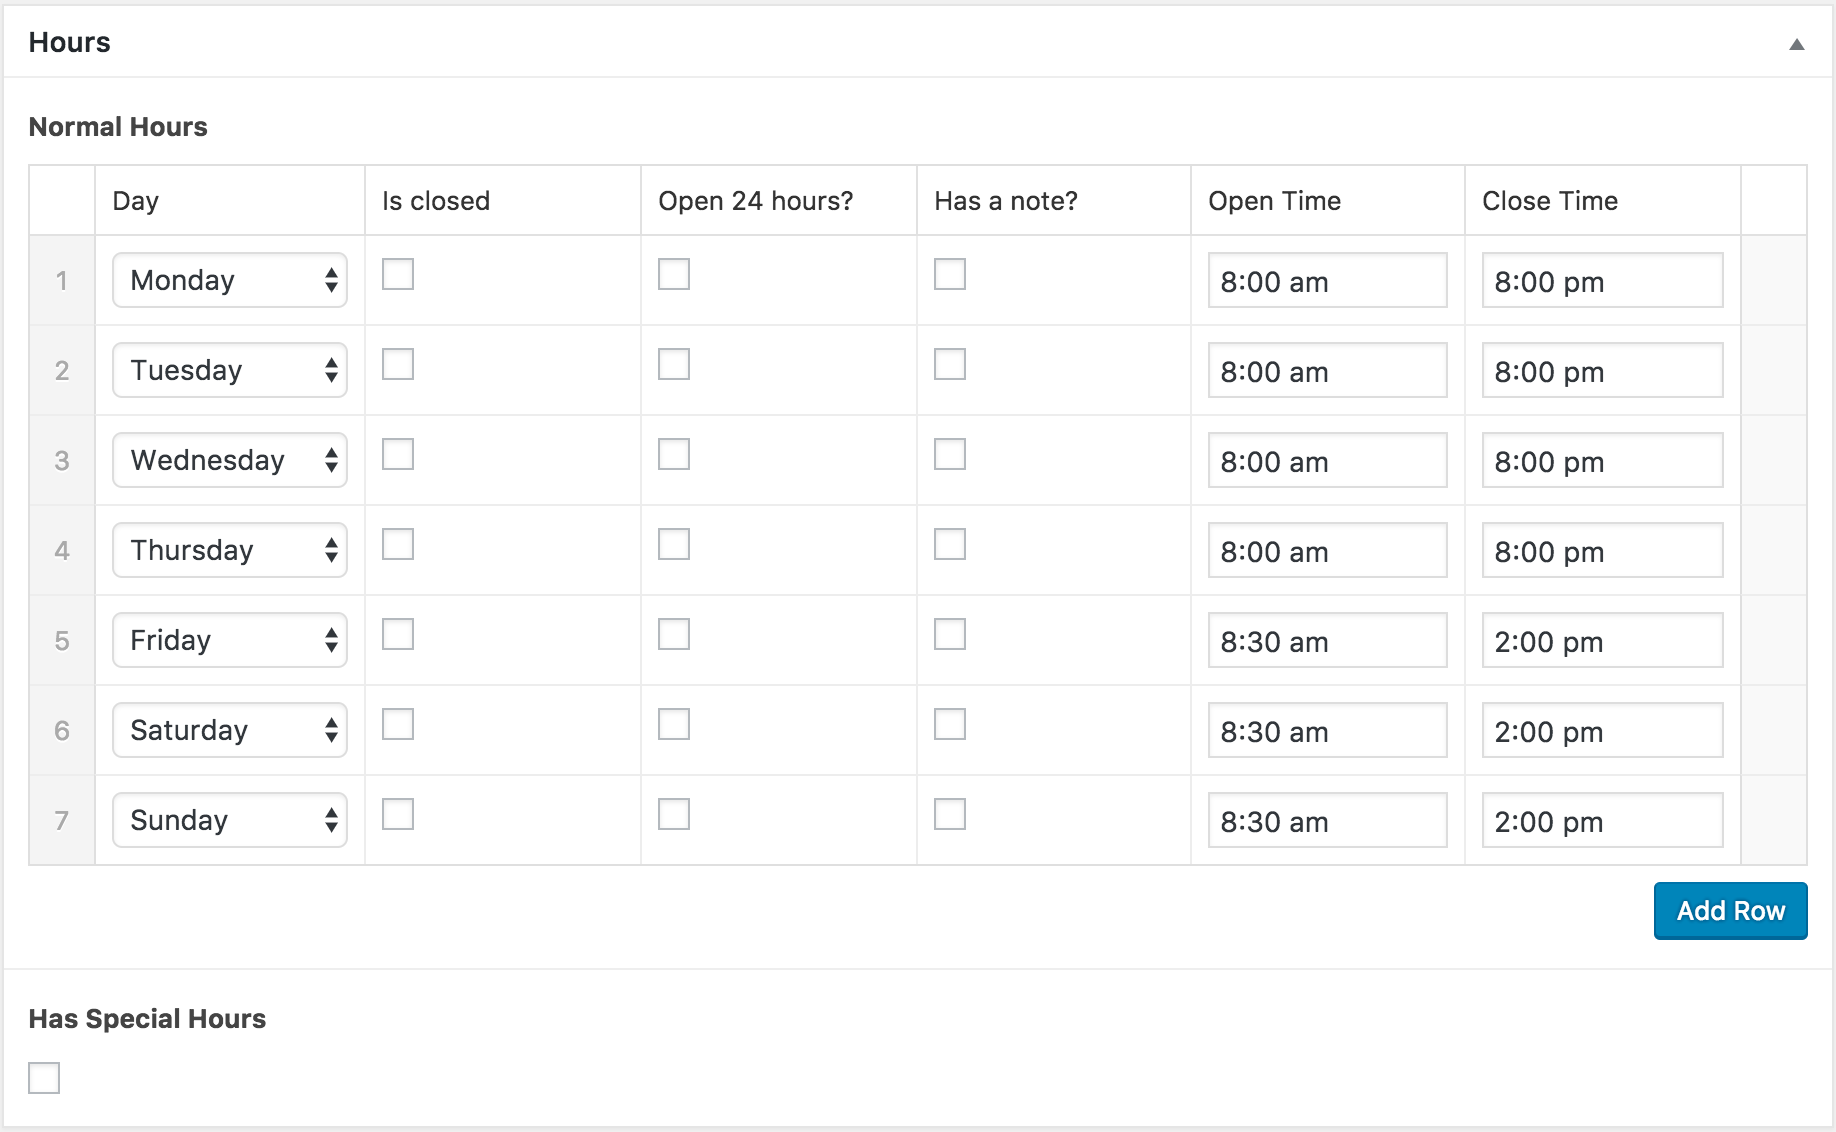 Hours
Normal Hours
Day Is closed Open 24 hours? Has a note? Open Time Close Time
1 Monday 8:00 am 8:00 pm
2 Tuesday 8:00 am 8:00 pm
3 Wednesday 8:00 am 8:00 pm
4 Thursday 8:00 am 8:00 pm
5 Friday 8:30 am 2:00 pm
6 Saturday 8:30 am 2:00 pm
7 Sunday 8:30 am 2:00 pm
Add Row
Has Special Hours